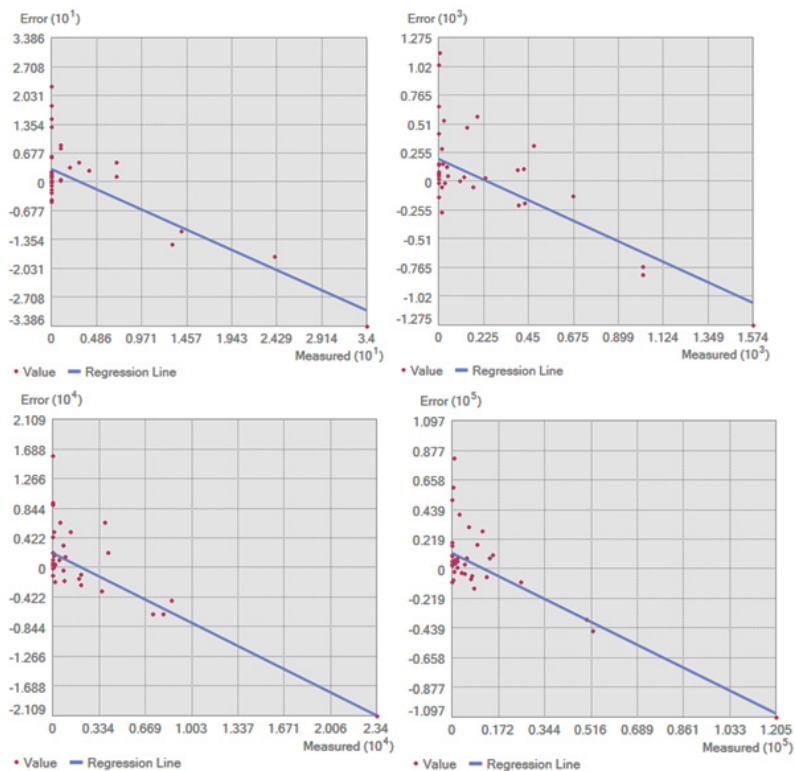 Error (10¹)
3.386
2.708
2.031
1.354
0.677
0
-0.677
-1.354
-2.031
-2.708
-3.386
0 0.486 0.971 1.457 1.943 2.429 2.914 3.4
Measured (10¹)
Value Regression Line
Error (10³)
1.275
1.02
0.765
0.51
0.255
0
-0.255
-0.51
-0.765
-1.02
-1.275
0 0.225 0.45 0.675 0.899 1.124 1.349 1.574
Measured (10³)
Value Regression Line
Error (10⁴)
2.109
1.688
1.266
0.844
0.422
0
-0.422
-0.844
-1.266
-1.688
-2.109
0 0.334 0.669 1.003 1.337 1.671 2.006 2.34
Measured (10⁴)
Value Regression Line
Error (10⁵)
1.097
0.877
0.658
0.439
0.219
0
-0.219
-0.439
-0.658
-0.877
-1.097
0 0.172 0.344 0.516 0.689 0.861 1.033 1.205
Measured (10⁵)
Value Regression Line